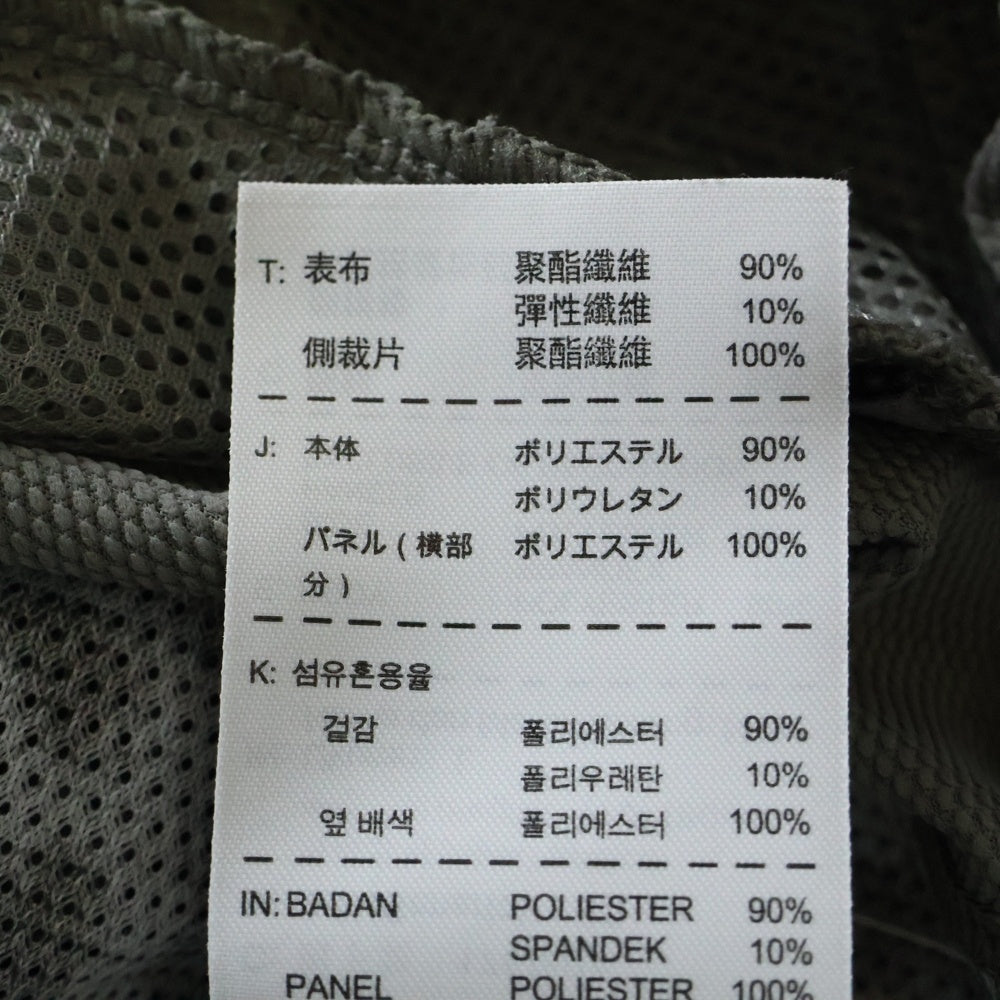 T: 表布 聚酯纖維 90%
彈性纖維 10%
側裁片 聚酯纖維 100%
J: 本体 ポリエステル 90%
ポリウレタン 10%
パネル(横部 ポリエステル 100%
分)
K: 섬유혼용율
겉감 폴리에스터 90%
폴리우레탄 10%
옆 배색 폴리에스터 100%
IN: BADAN POLIESTER 90%
SPANDEK 10%
PANEL POLIESTER 100%